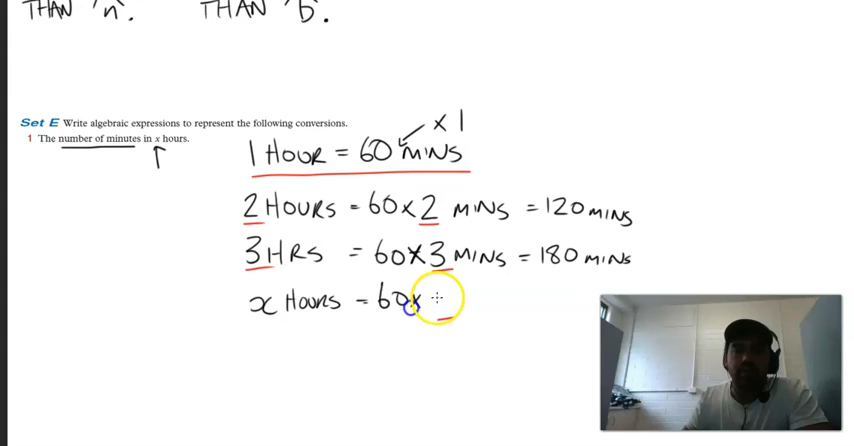 THAN 'n'. THAN 'b'.
Set E Write algebraic expressions to represent the following conversions.
1 The number of minutes in x hours.
x 1
1 HOUR = 60 MINS
2 HOURS = 60 x 2 MINS = 120 MINS
3 HRS = 60 x 3 MINS = 180 MINS
x HOURS = 60x